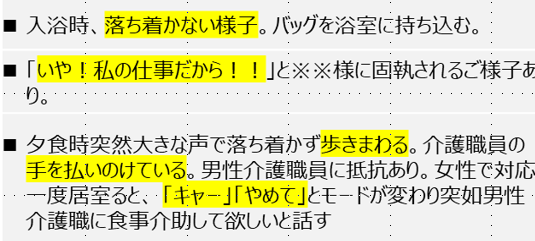 ■ 入浴時、落ち着かない様子。バッグを浴室に持ち込む。
■ 「いや！私の仕事だから！！」と※※様に固執されるご様子あ
り。
■ 夕食時突然大きな声で落ち着かず歩きまわる。介護職員の
手を払いのけている。男性介護職員に抵抗あり。女性で対応
一度居室ると、「キャー」「やめて」とモードが変わり突如男性
介護職に食事介助して欲しいと話す